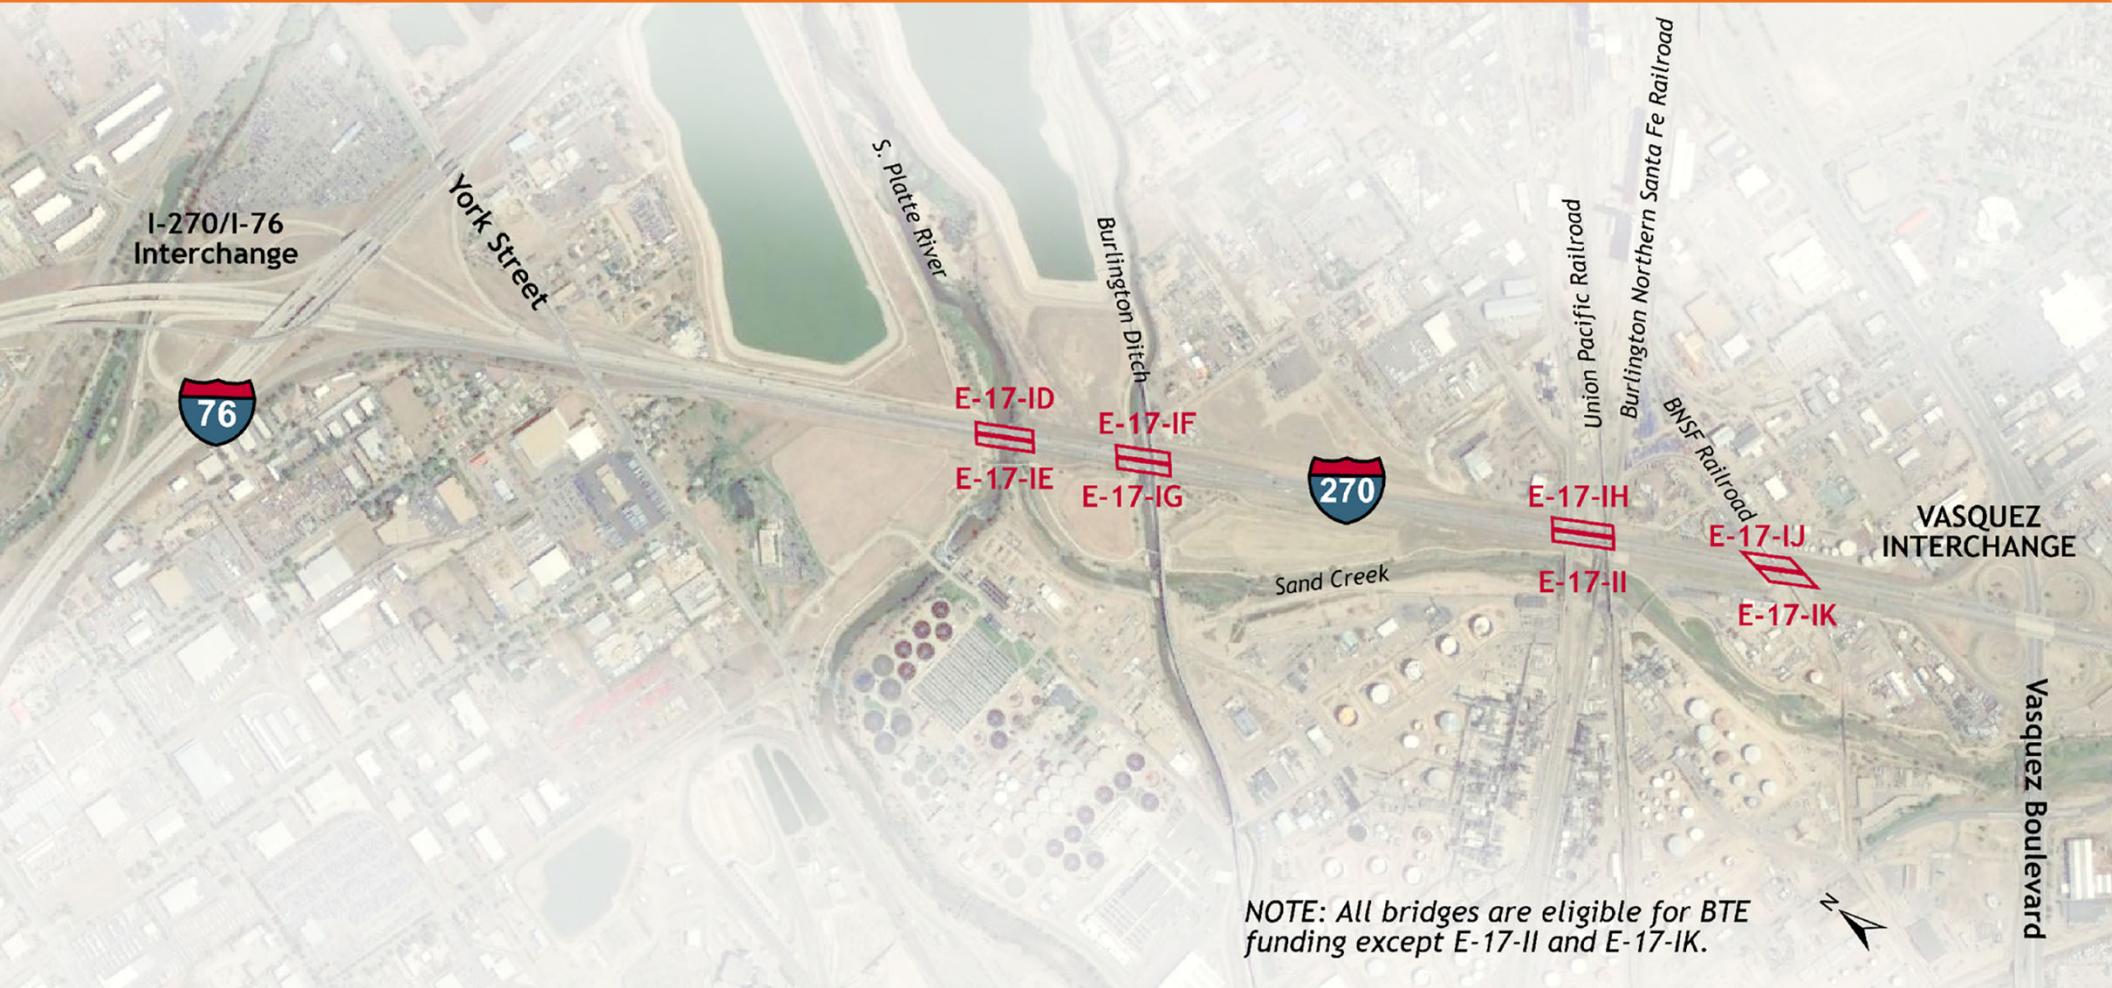 I-270/I-76
Interchange
York Street
76
S. Platte River
Burlington Ditch
E-17-ID
E-17-IE
E-17-IF
E-17-IG
270
Sand Creek
Union Pacific Railroad
Burlington Northern Santa Fe Railroad
BNSF Railroad
E-17-IH
E-17-II
E-17-IJ
E-17-IK
VASQUEZ
INTERCHANGE
Vasquez Boulevard
NOTE: All bridges are eligible for BTE
funding except E-17-II and E-17-IK.
N